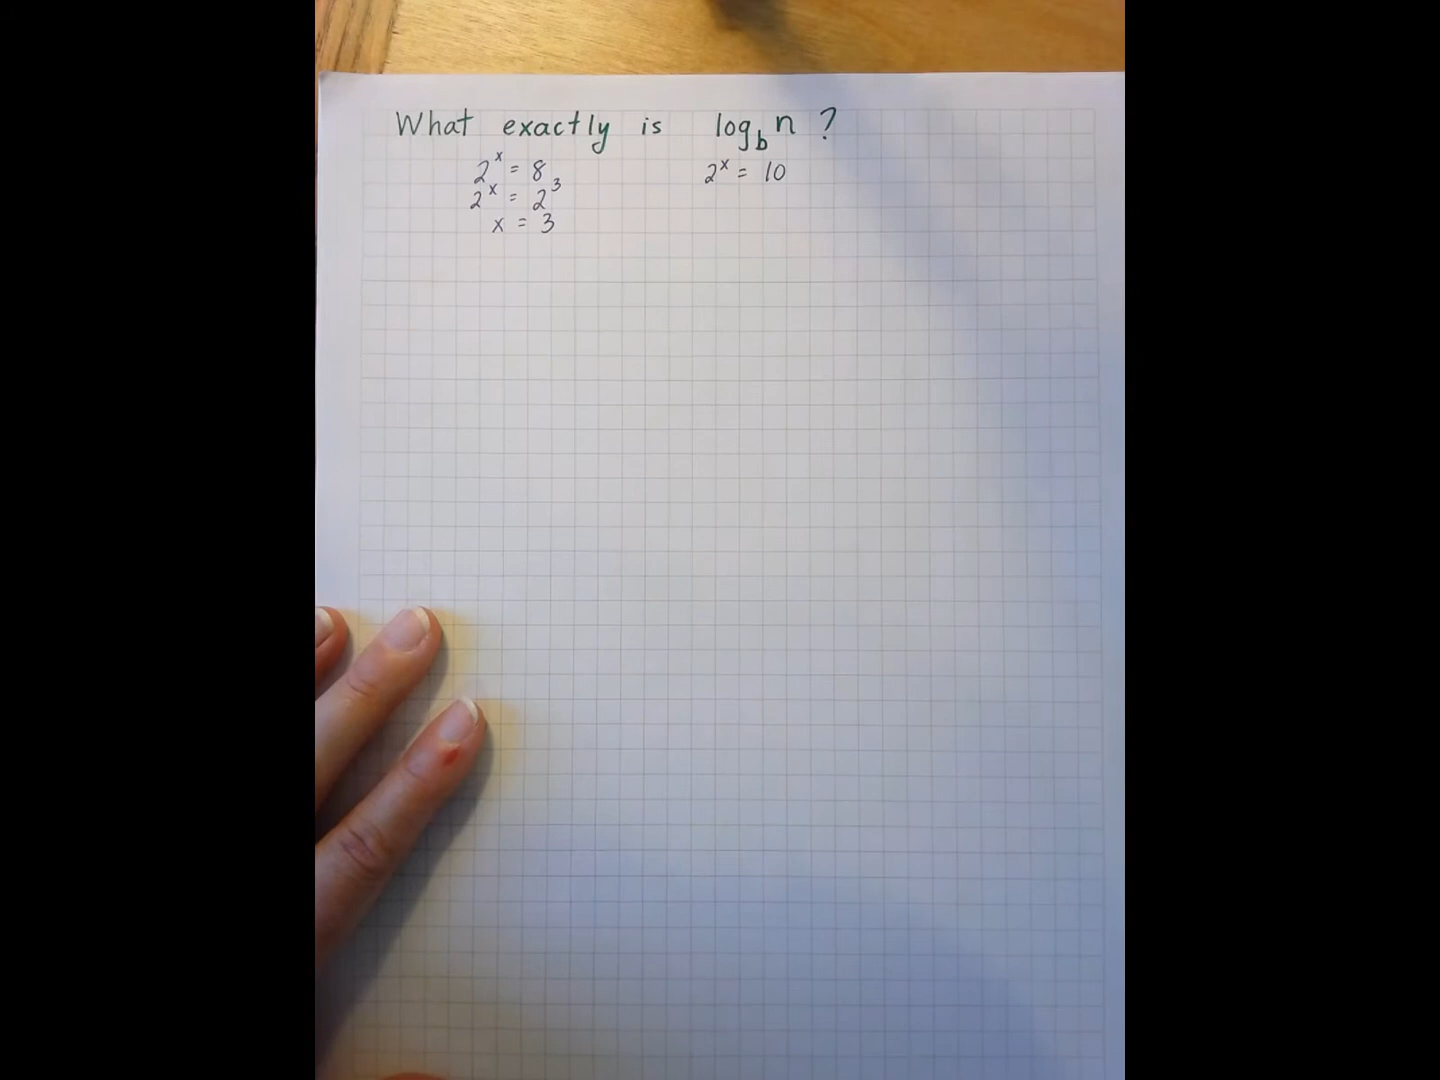 What exactly is log_b n ?
2^x = 8 2^x = 10
2^x = 2^3
x = 3